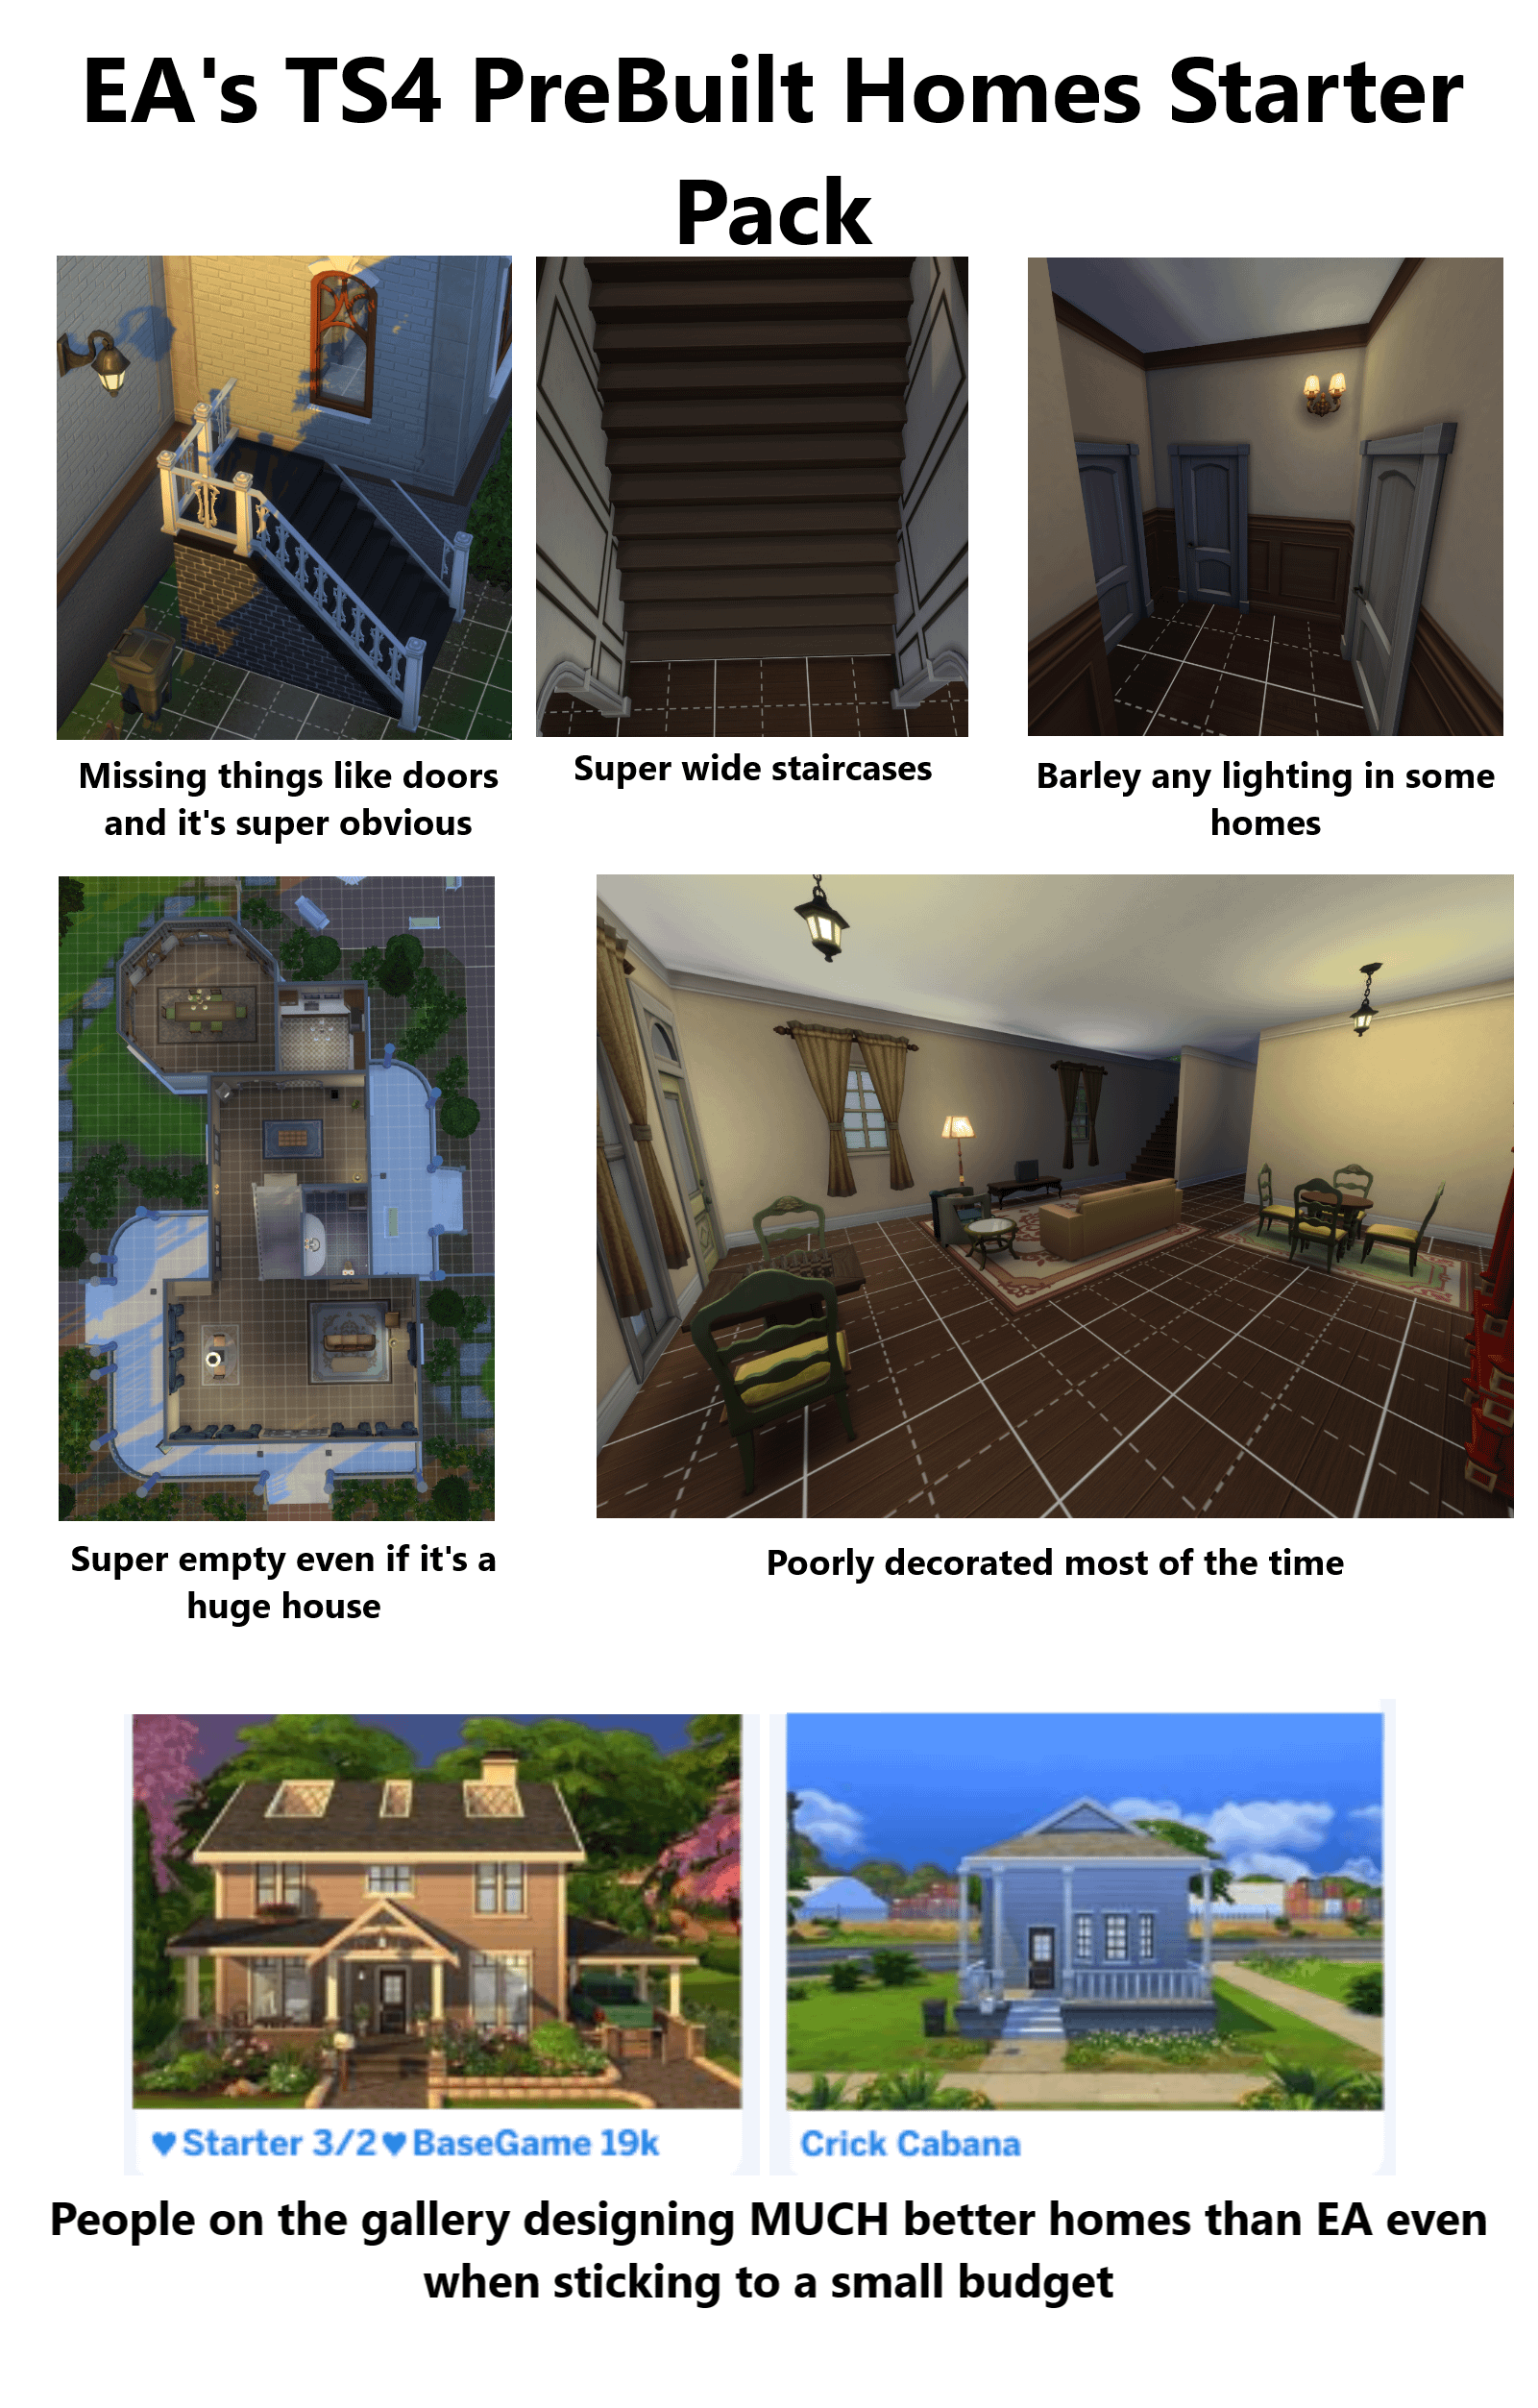 EA's TS4 PreBuilt Homes Starter
Pack
Missing things like doors
and it's super obvious
Super wide staircases
Barley any lighting in some
homes
Super empty even if it's a
huge house
Poorly decorated most of the time
♥Starter 3/2♥BaseGame 19k
Crick Cabana
People on the gallery designing MUCH better homes than EA even
when sticking to a small budget